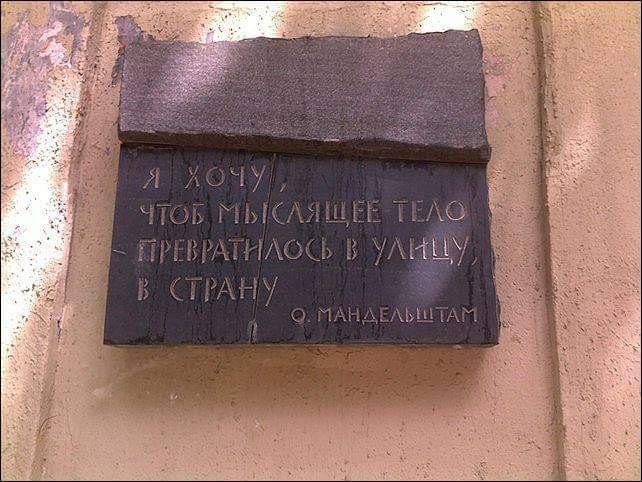 Я ХОЧУ,
ЧТОБ МЫСЛЯЩЕЕ ТЕЛО
ПРЕВРАТИЛОСЬ В УЛИЦУ,
В СТРАНУ
О. МАНДЕЛЬШТАМ